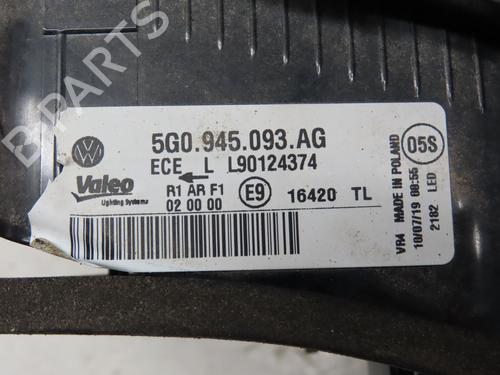 B-PARTS
5G0.945.093.AG
ECE L L90124374
Valeo
Lighting Systems
R1 AR F1
02 00 00
E9
16420 TL
05S
VR4 MADE IN POLAND
10/07/19 08:55
2182 LED